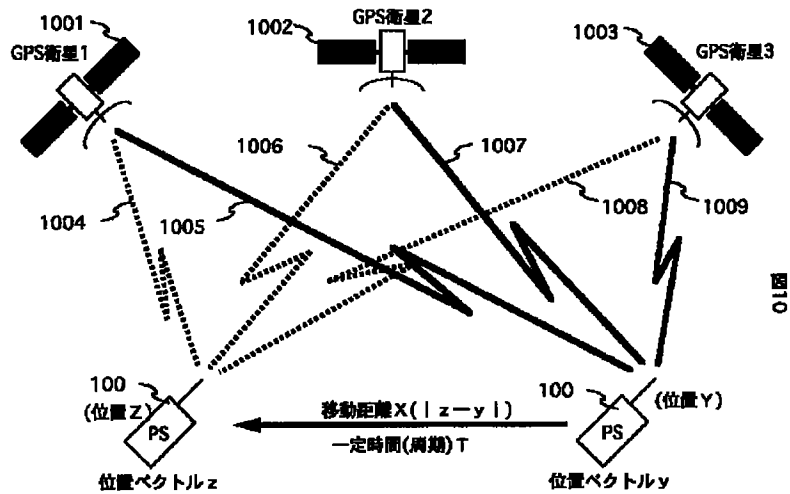 1001
GPS衛星1
1002
GPS衛星2
1003
GPS衛星3
1004
1005
1006
1007
1008
1009
図10
100
(位置Z)
PS
位置ベクトルz
移動距離X(|z-y|)
一定時間(周期)T
100
(位置Y)
PS
位置ベクトルy